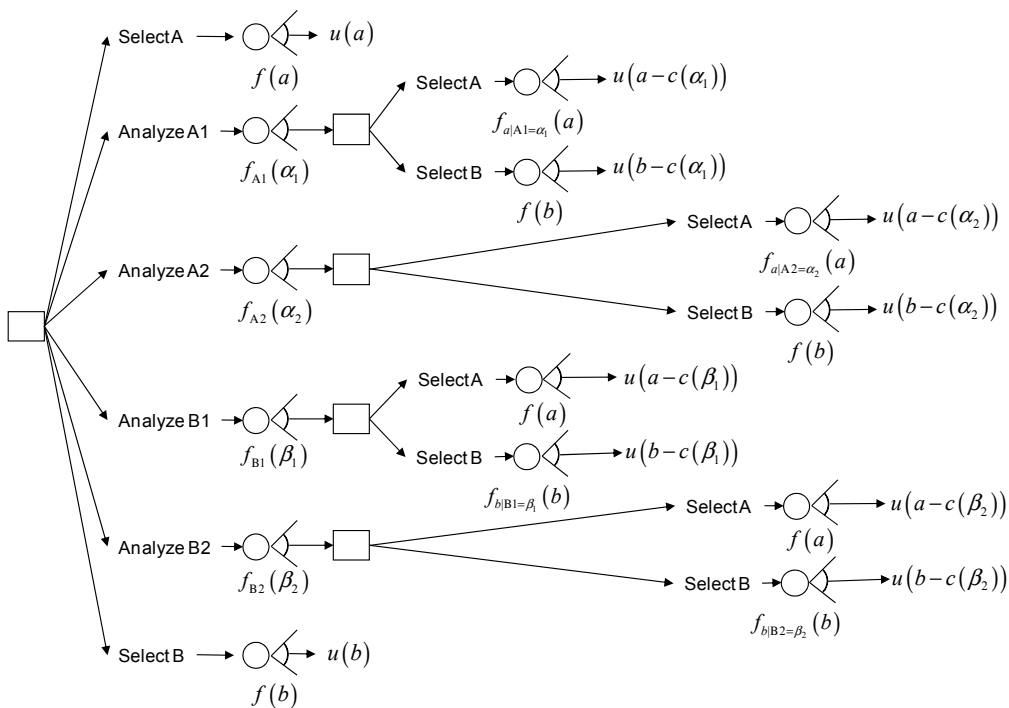 Select A u(a)
f(a)
Select A u(a−c(α₁))
f_{a|A1=α₁}(a)
Analyze A1
f_{A1}(α₁)
Select B u(b−c(α₁))
f(b)
Select A u(a−c(α₂))
f_{a|A2=α₂}(a)
Analyze A2
f_{A2}(α₂)
Select B u(b−c(α₂))
f(b)
Select A u(a−c(β₁))
f(a)
Analyze B1
f_{B1}(β₁)
Select B u(b−c(β₁))
f_{b|B1=β₁}(b)
Select A u(a−c(β₂))
f(a)
Analyze B2
f_{B2}(β₂)
Select B u(b−c(β₂))
f_{b|B2=β₂}(b)
Select B u(b)
f(b)